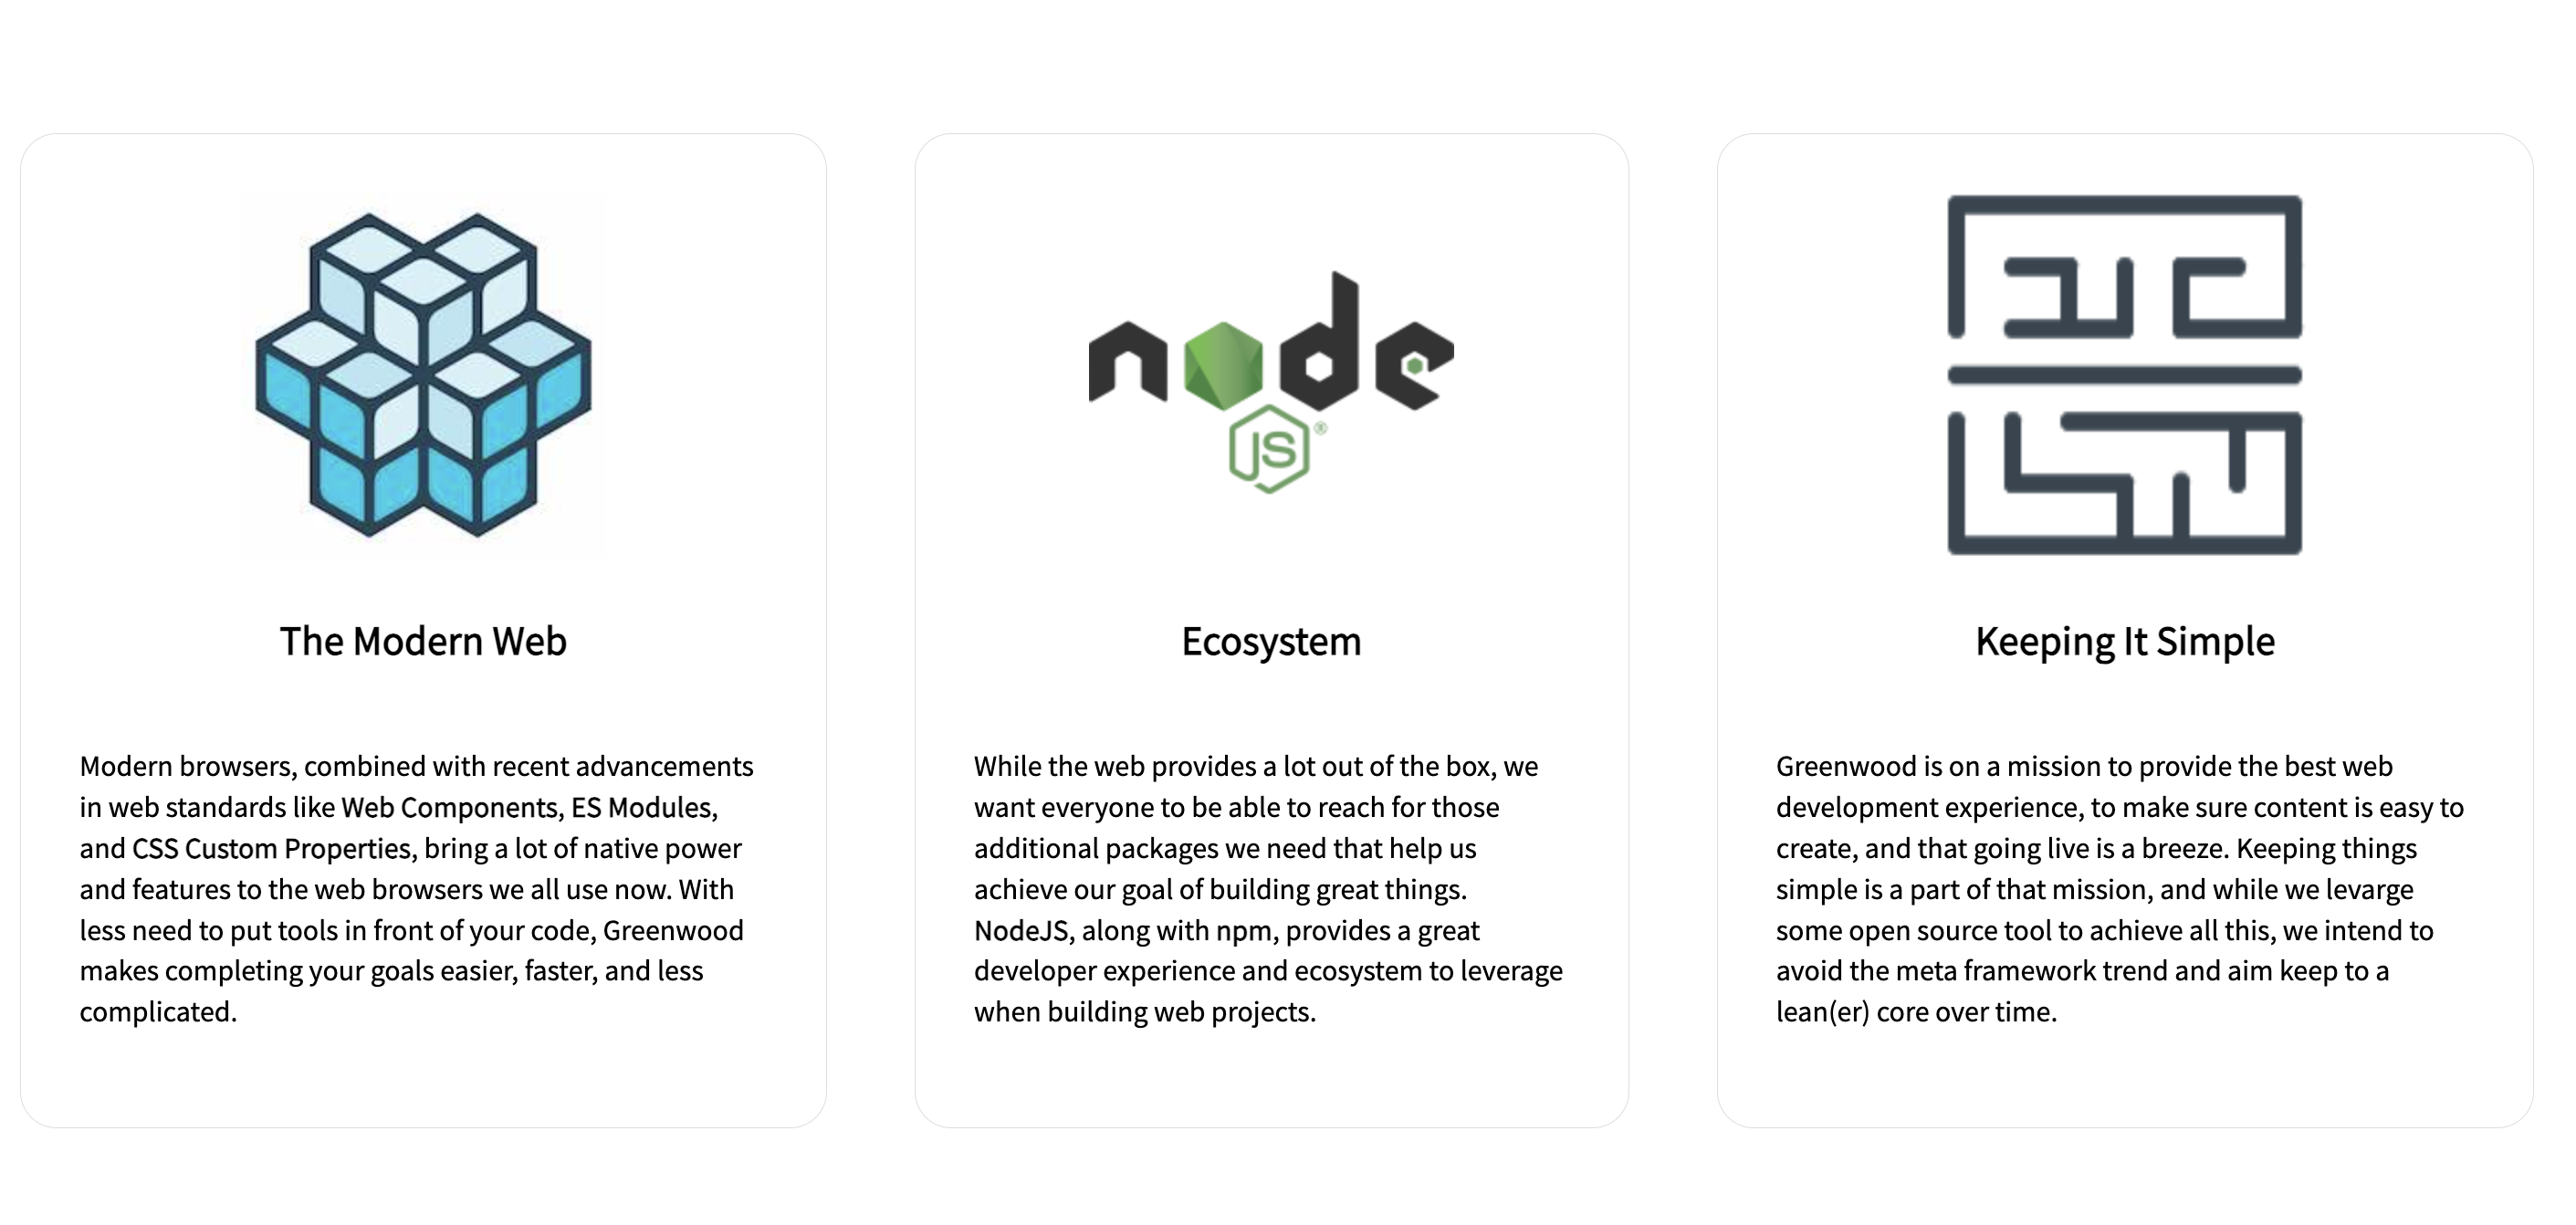 node
JS®
The Modern Web
Modern browsers, combined with recent advancements
in web standards like Web Components, ES Modules,
and CSS Custom Properties, bring a lot of native power
and features to the web browsers we all use now. With
less need to put tools in front of your code, Greenwood
makes completing your goals easier, faster, and less
complicated.
Ecosystem
While the web provides a lot out of the box, we
want everyone to be able to reach for those
additional packages we need that help us
achieve our goal of building great things.
NodeJS, along with npm, provides a great
developer experience and ecosystem to leverage
when building web projects.
Keeping It Simple
Greenwood is on a mission to provide the best web
development experience, to make sure content is easy to
create, and that going live is a breeze. Keeping things
simple is a part of that mission, and while we levarge
some open source tool to achieve all this, we intend to
avoid the meta framework trend and aim keep to a
lean(er) core over time.